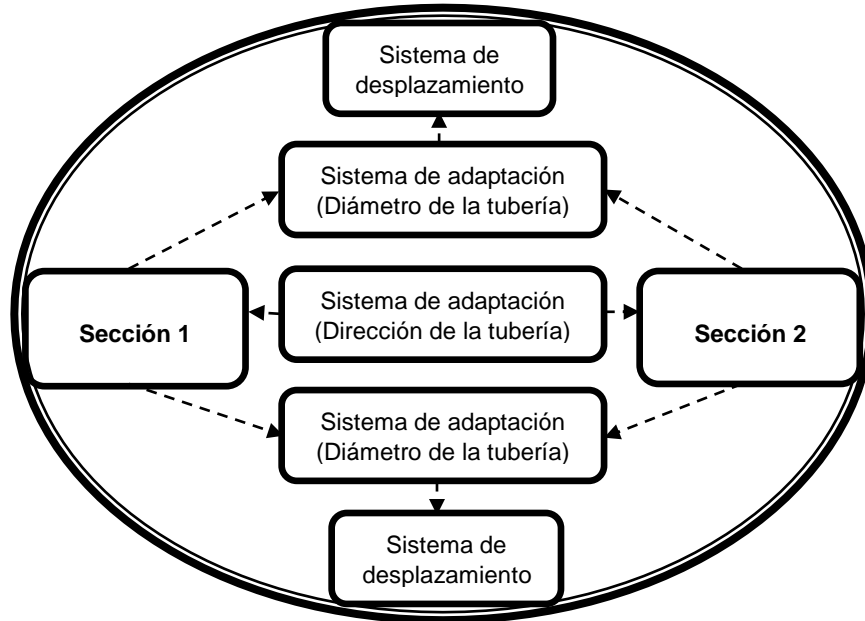 Sistema de
desplazamiento
Sistema de adaptación
(Diámetro de la tubería)
Sección 1
Sistema de adaptación
(Dirección de la tubería)
Sección 2
Sistema de adaptación
(Diámetro de la tubería)
Sistema de
desplazamiento